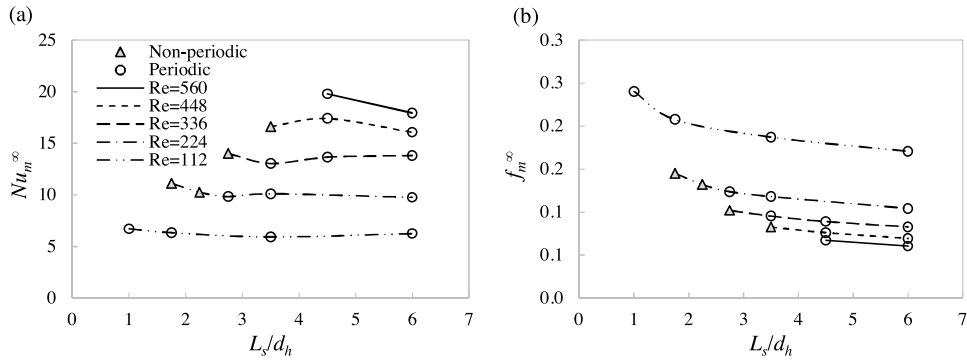 (a)
25
20
15
10
5
0
Nu_m^∞
Non-periodic
Periodic
Re=560
Re=448
Re=336
Re=224
Re=112
0 1 2 3 4 5 6 7
L_s/d_h
(b)
0.3
0.3
0.2
0.2
0.1
0.1
0.0
f_m^∞
0 1 2 3 4 5 6 7
L_s/d_h